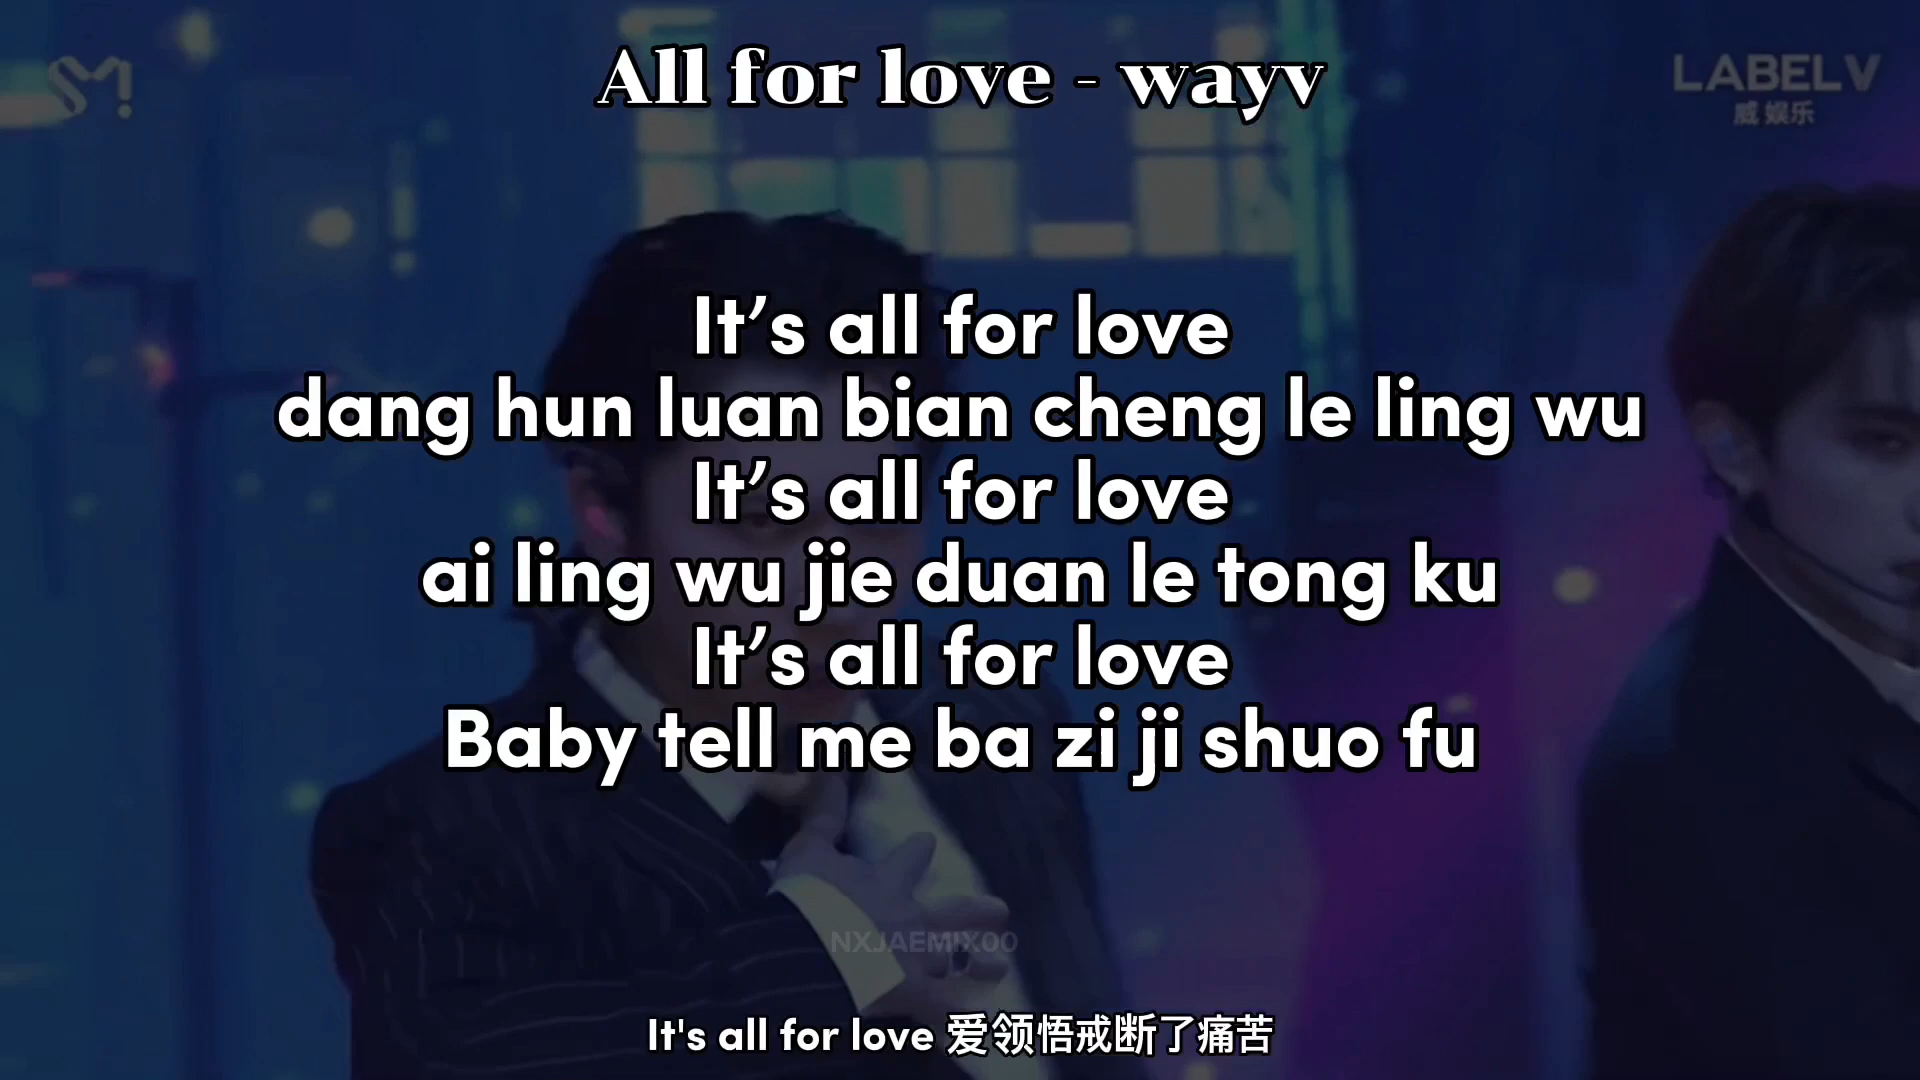 SM!
All for love - wayv
LABEL V
威 娱乐
It’s all for love
dang hun luan bian cheng le ling wu
It’s all for love
ai ling wu jie duan le tong ku
It’s all for love
Baby tell me ba zi ji shuo fu
NXJAEMIX00
It's all for love 爱领悟戒断了痛苦